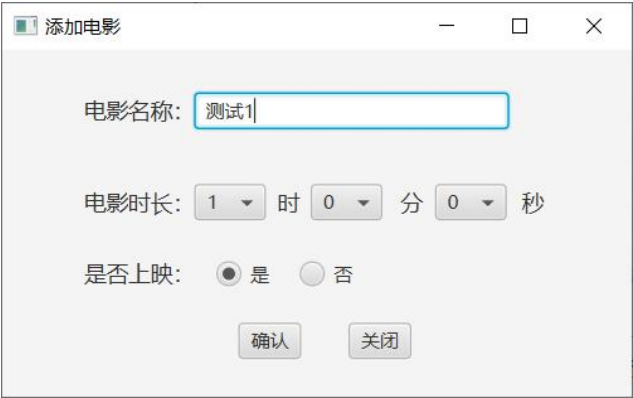 添加电影
电影名称: 测试1
电影时长: 1 时 0 分 0 秒
是否上映: 是 否
确认 关闭